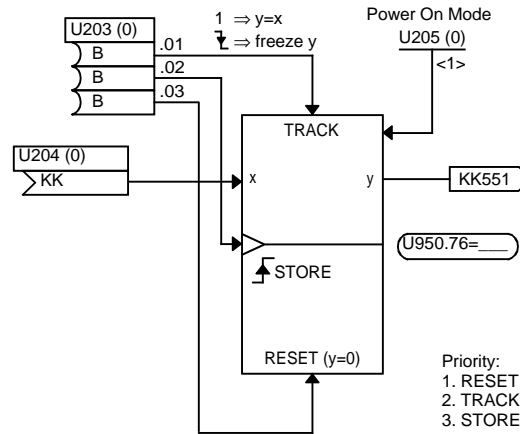 1 ⇒ y=x
⇒ freeze y
Power On Mode
U205 (0)
<1>
U203 (0)
B .01
B .02
B .03
TRACK
U204 (0)
KK
x
y
KK551
U950.76=___
STORE
RESET (y=0)
Priority:
1. RESET
2. TRACK
3. STORE